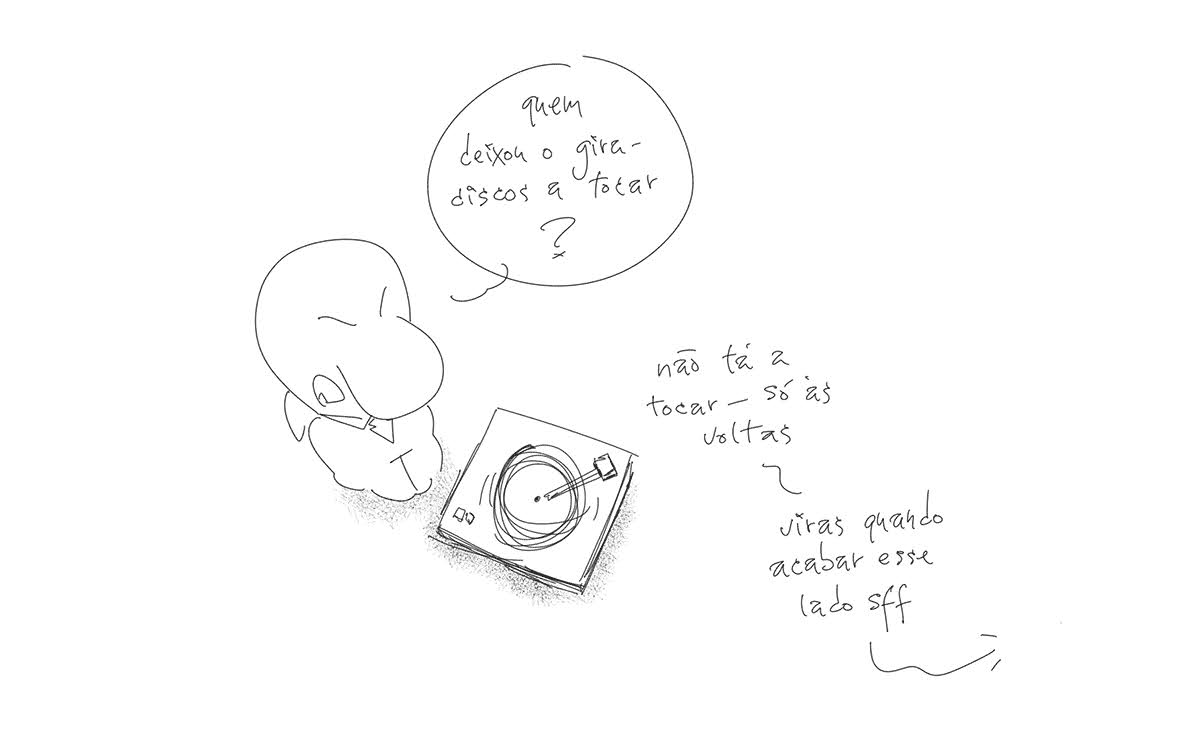 quem
deixou o gira-
discos a tocar
?
não tá a
tocar – só às
voltas
viras quando
acabar esse
lado sff